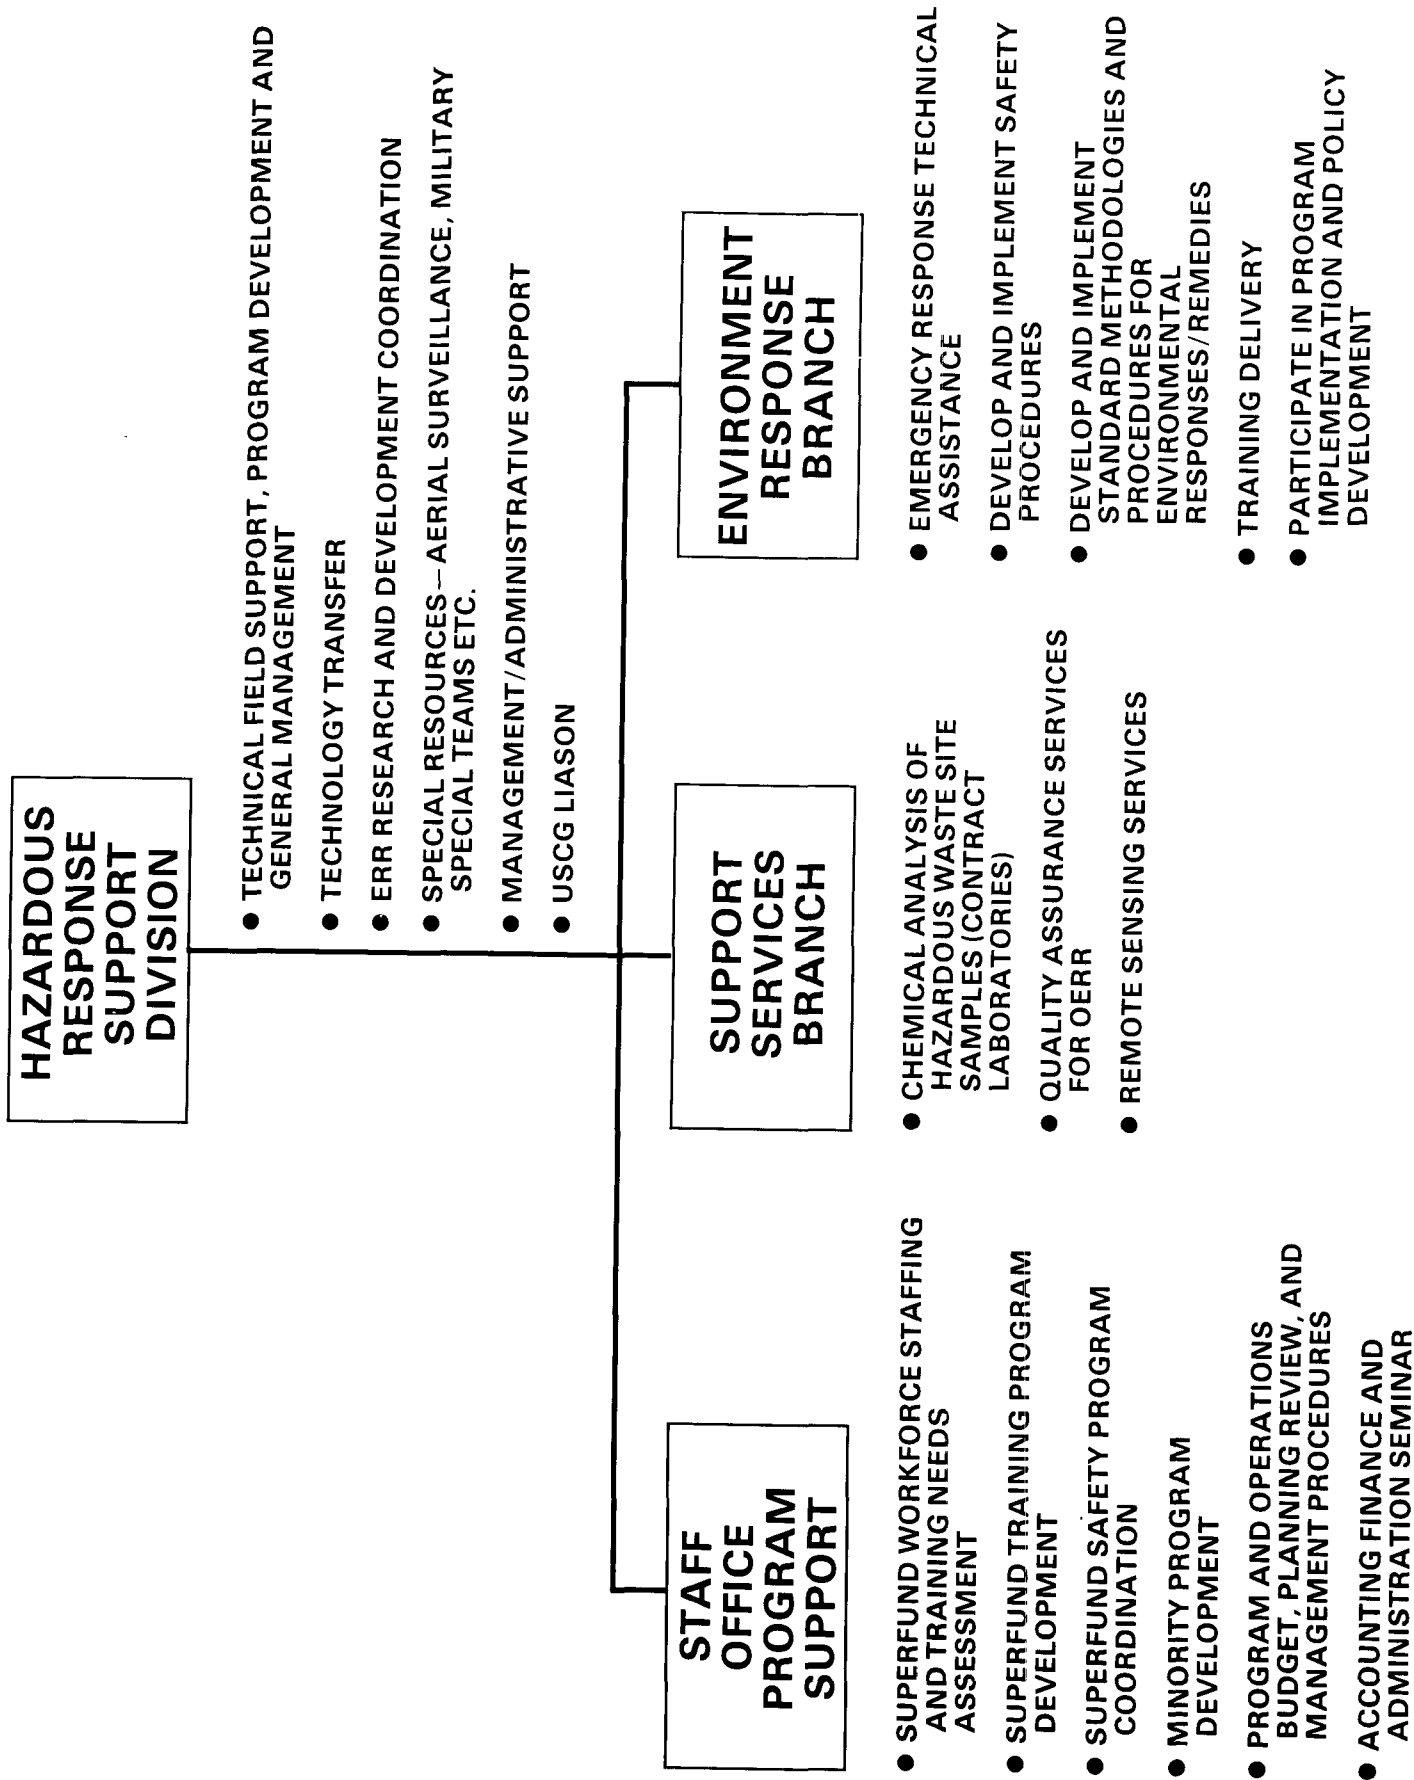 HAZARDOUS
RESPONSE
SUPPORT
DIVISION
● TECHNICAL FIELD SUPPORT, PROGRAM DEVELOPMENT AND
GENERAL MANAGEMENT
● TECHNOLOGY TRANSFER
● ERR RESEARCH AND DEVELOPMENT COORDINATION
● SPECIAL RESOURCES—AERIAL SURVEILLANCE, MILITARY
SPECIAL TEAMS ETC.
● MANAGEMENT/ADMINISTRATIVE SUPPORT
● USCG LIASON
STAFF
OFFICE
PROGRAM
SUPPORT
● SUPERFUND WORKFORCE STAFFING
AND TRAINING NEEDS
ASSESSMENT
● SUPERFUND TRAINING PROGRAM
DEVELOPMENT
● SUPERFUND SAFETY PROGRAM
COORDINATION
● MINORITY PROGRAM
DEVELOPMENT
● PROGRAM AND OPERATIONS
BUDGET, PLANNING REVIEW, AND
MANAGEMENT PROCEDURES
● ACCOUNTING FINANCE AND
ADMINISTRATION SEMINAR
SUPPORT
SERVICES
BRANCH
● CHEMICAL ANALYSIS OF
HAZARDOUS WASTE SITE
SAMPLES (CONTRACT
LABORATORIES)
● QUALITY ASSURANCE SERVICES
FOR OERR
● REMOTE SENSING SERVICES
ENVIRONMENT
RESPONSE
BRANCH
● EMERGENCY RESPONSE TECHNICAL
ASSISTANCE
● DEVELOP AND IMPLEMENT SAFETY
PROCEDURES
● DEVELOP AND IMPLEMENT
STANDARD METHODOLOGIES AND
PROCEDURES FOR
ENVIRONMENTAL
RESPONSES/REMEDIES
● TRAINING DELIVERY
● PARTICIPATE IN PROGRAM
IMPLEMENTATION AND POLICY
DEVELOPMENT